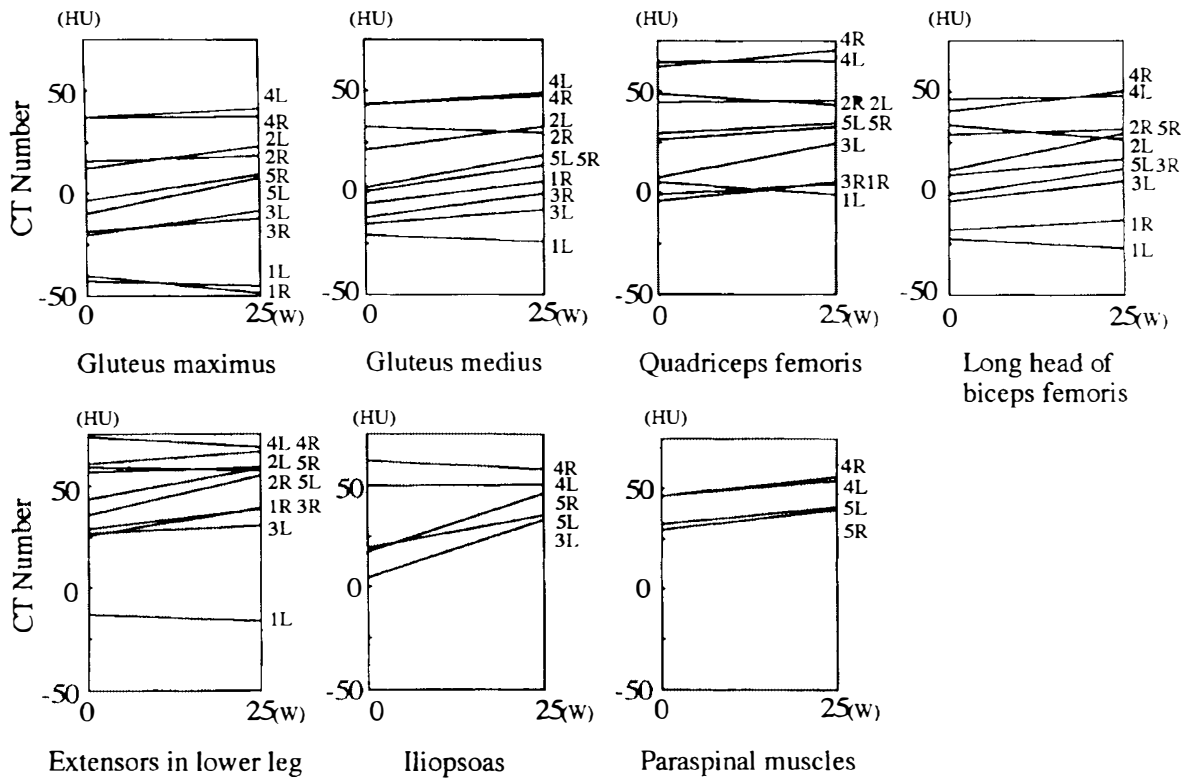 (HU)
CT Number
50
0
-50
0
25(W)
4L
4R
2L
2R
5R
5L
3L
3R
1L
1R
Gluteus maximus
(HU)
50
0
-50
0
25(W)
4L
4R
2L
2R
5L 5R
1R
3R
3L
1L
Gluteus medius
(HU)
50
0
-50
0
25(W)
4R
4L
2R 2L
5L 5R
3L
3R1R
1L
Quadriceps femoris
(HU)
50
0
-50
0
25(W)
4R
4L
2R 5R
2L
5L 3R
3L
1R
1L
Long head of
biceps femoris
(HU)
CT Number
50
0
-50
0
25(W)
4L 4R
2L 5R
2R 5L
1R 3R
3L
1L
Extensors in lower leg
(HU)
50
0
-50
0
25(W)
4R
4L
5R
5L
3L
Iliopsoas
(HU)
50
0
-50
0
25(W)
4R
4L
5L
5R
Paraspinal muscles